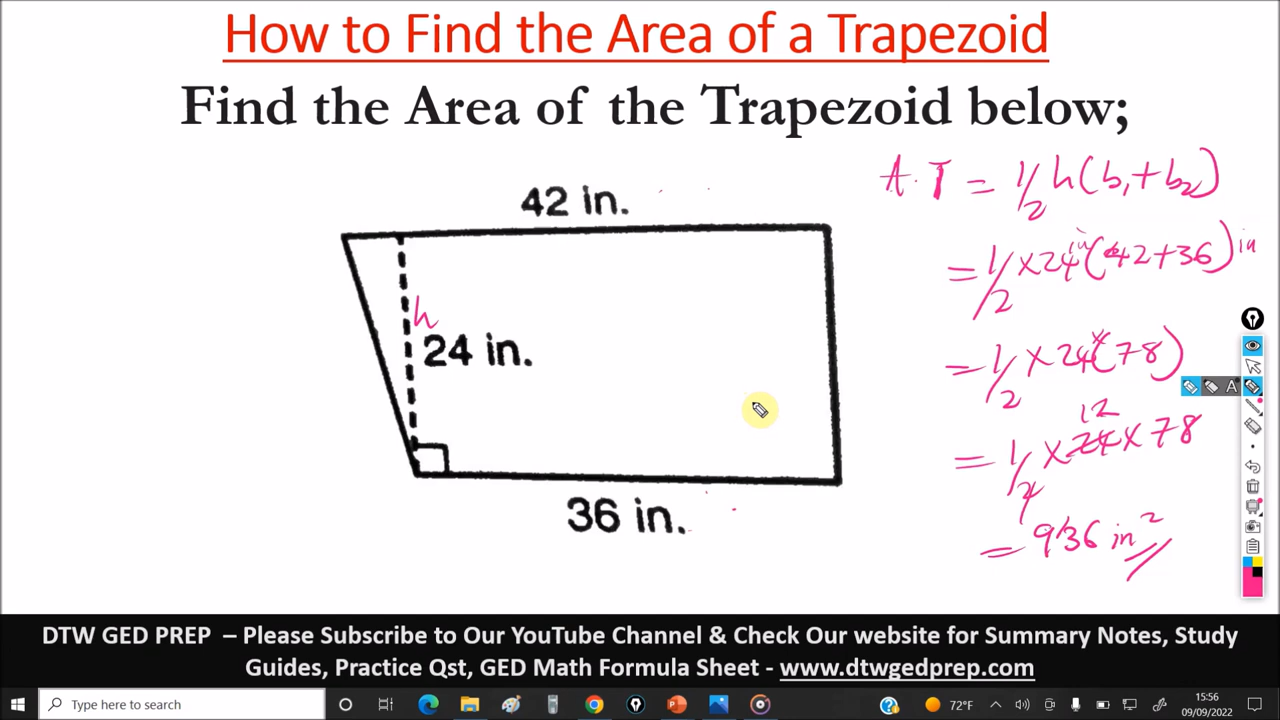 How to Find the Area of a Trapezoid
Find the Area of the Trapezoid below;
42 in.
h
24 in.
36 in.
A.T = 1/2 h(b1+b2)
= 1/2 ×24 in (42+36) in
= 1/2 × 24×(78)
12
= 1/2 × 24 × 78
= 936 in²
A
DTW GED PREP – Please Subscribe to Our YouTube Channel & Check Our website for Summary Notes, Study
Guides, Practice Qst, GED Math Formula Sheet - www.dtwgedprep.com
Type here to search
72°F
15:56
09/09/2022